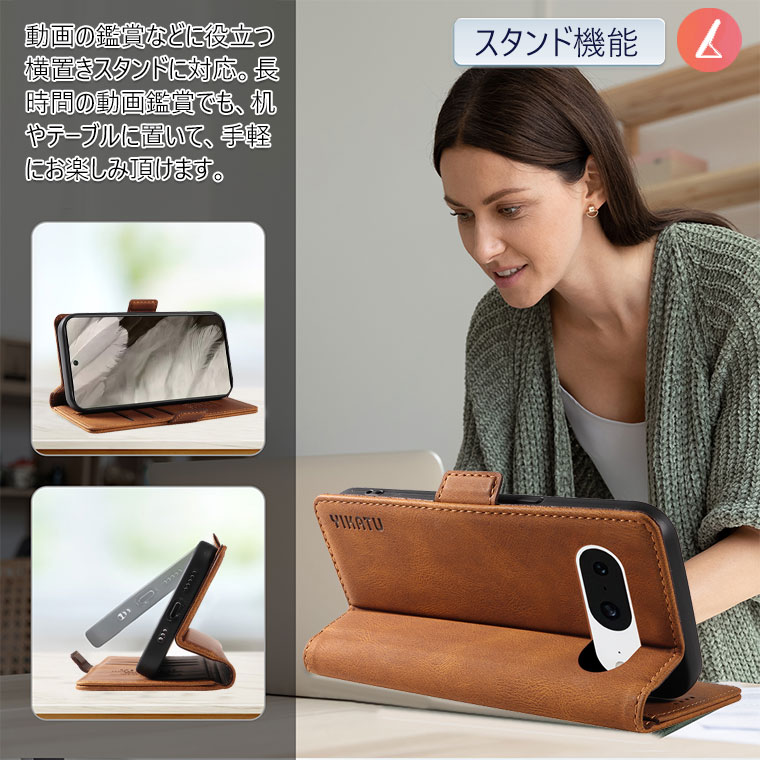 動画の鑑賞などに役立つ
横置きスタンドに対応。長
時間の動画鑑賞でも、机
やテーブルに置いて、手軽
にお楽しみ頂けます。
スタンド機能
YIKATU